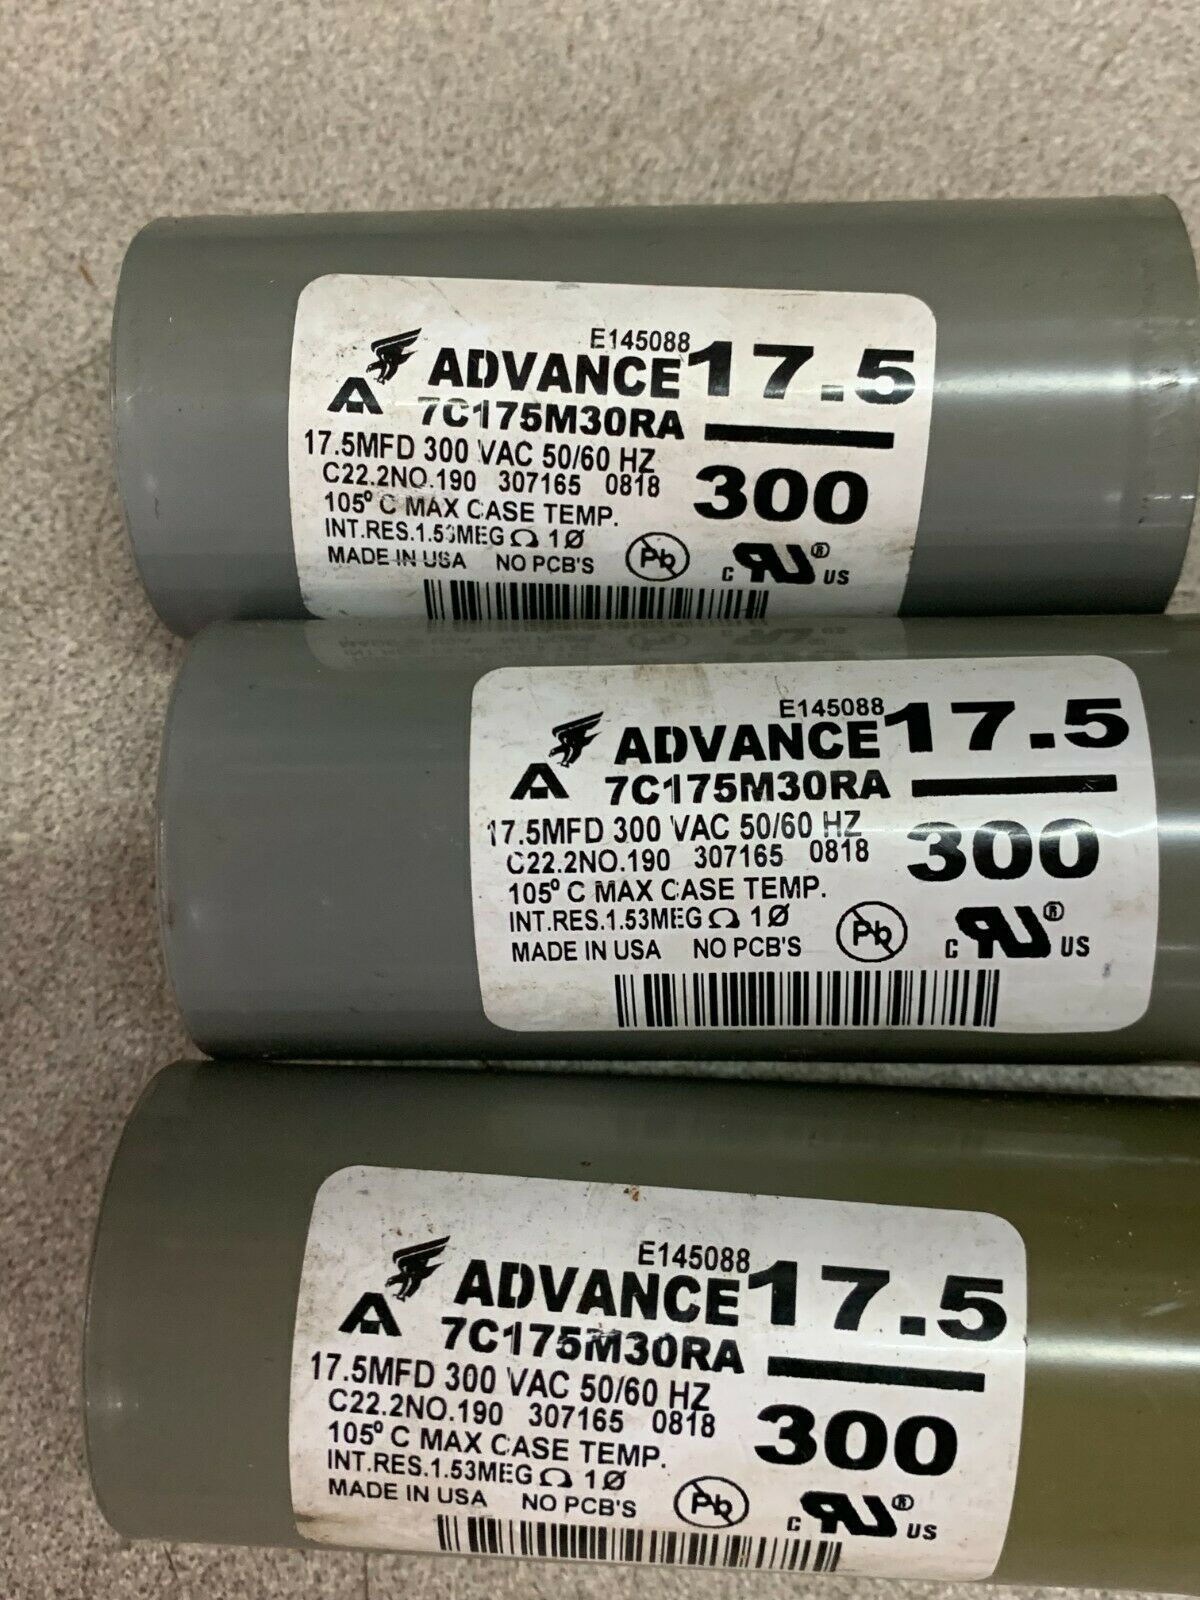 E145088
ADVANCE 17.5
7C175M30RA
17.5MFD 300 VAC 50/60 HZ
300
C22.2NO.190 307165 0818
105° C MAX CASE TEMP.
INT.RES.1.53MEG Ω 1Ø
MADE IN USA NO PCB'S Pb C RU ® US
E145088
ADVANCE 17.5
7C175M30RA
17.5MFD 300 VAC 50/60 HZ
300
C22.2NO.190 307165 0818
105° C MAX CASE TEMP.
INT.RES.1.53MEG Ω 1Ø
MADE IN USA NO PCB'S Pb C RU ® US
E145088
ADVANCE 17.5
7C175M30RA
17.5MFD 300 VAC 50/60 HZ
300
C22.2NO.190 307165 0818
105° C MAX CASE TEMP.
INT.RES.1.53MEG Ω 1Ø
MADE IN USA NO PCB'S Pb C RU ® US